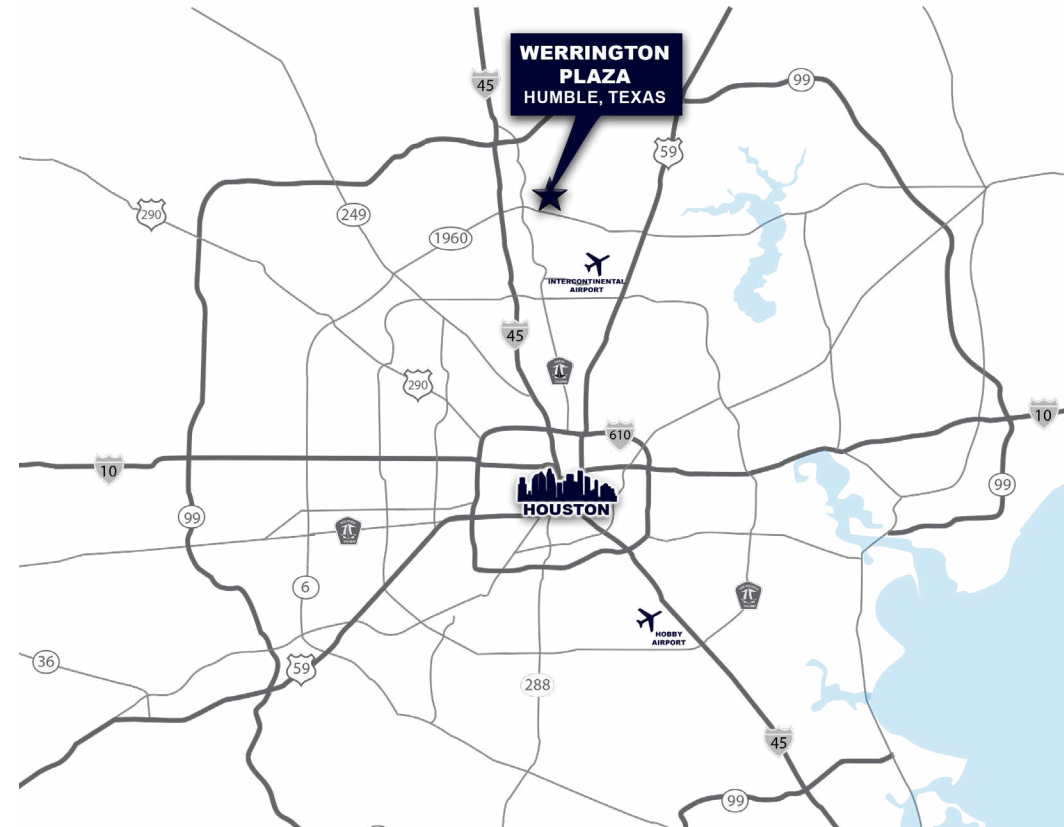 WERRINGTON
PLAZA
HUMBLE, TEXAS
45
99
59
290
249
1960
INTERCONTINENTAL
AIRPORT
45
290
610
10
10
HOUSTON
99
99
6
HOBBY
AIRPORT
36
59
288
45
99